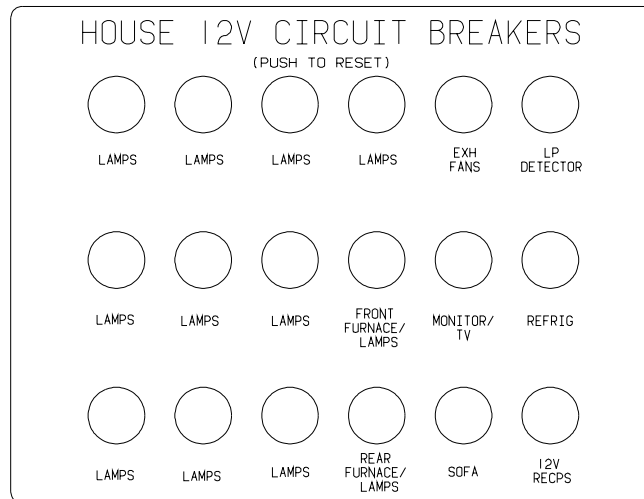 HOUSE 12V CIRCUIT BREAKERS
(PUSH TO RESET)
LAMPS LAMPS LAMPS LAMPS EXH FANS LP DETECTOR
LAMPS LAMPS LAMPS FRONT FURNACE/ LAMPS MONITOR/ TV REFRIG
LAMPS LAMPS LAMPS REAR FURNACE/ LAMPS SOFA 12V RECPS